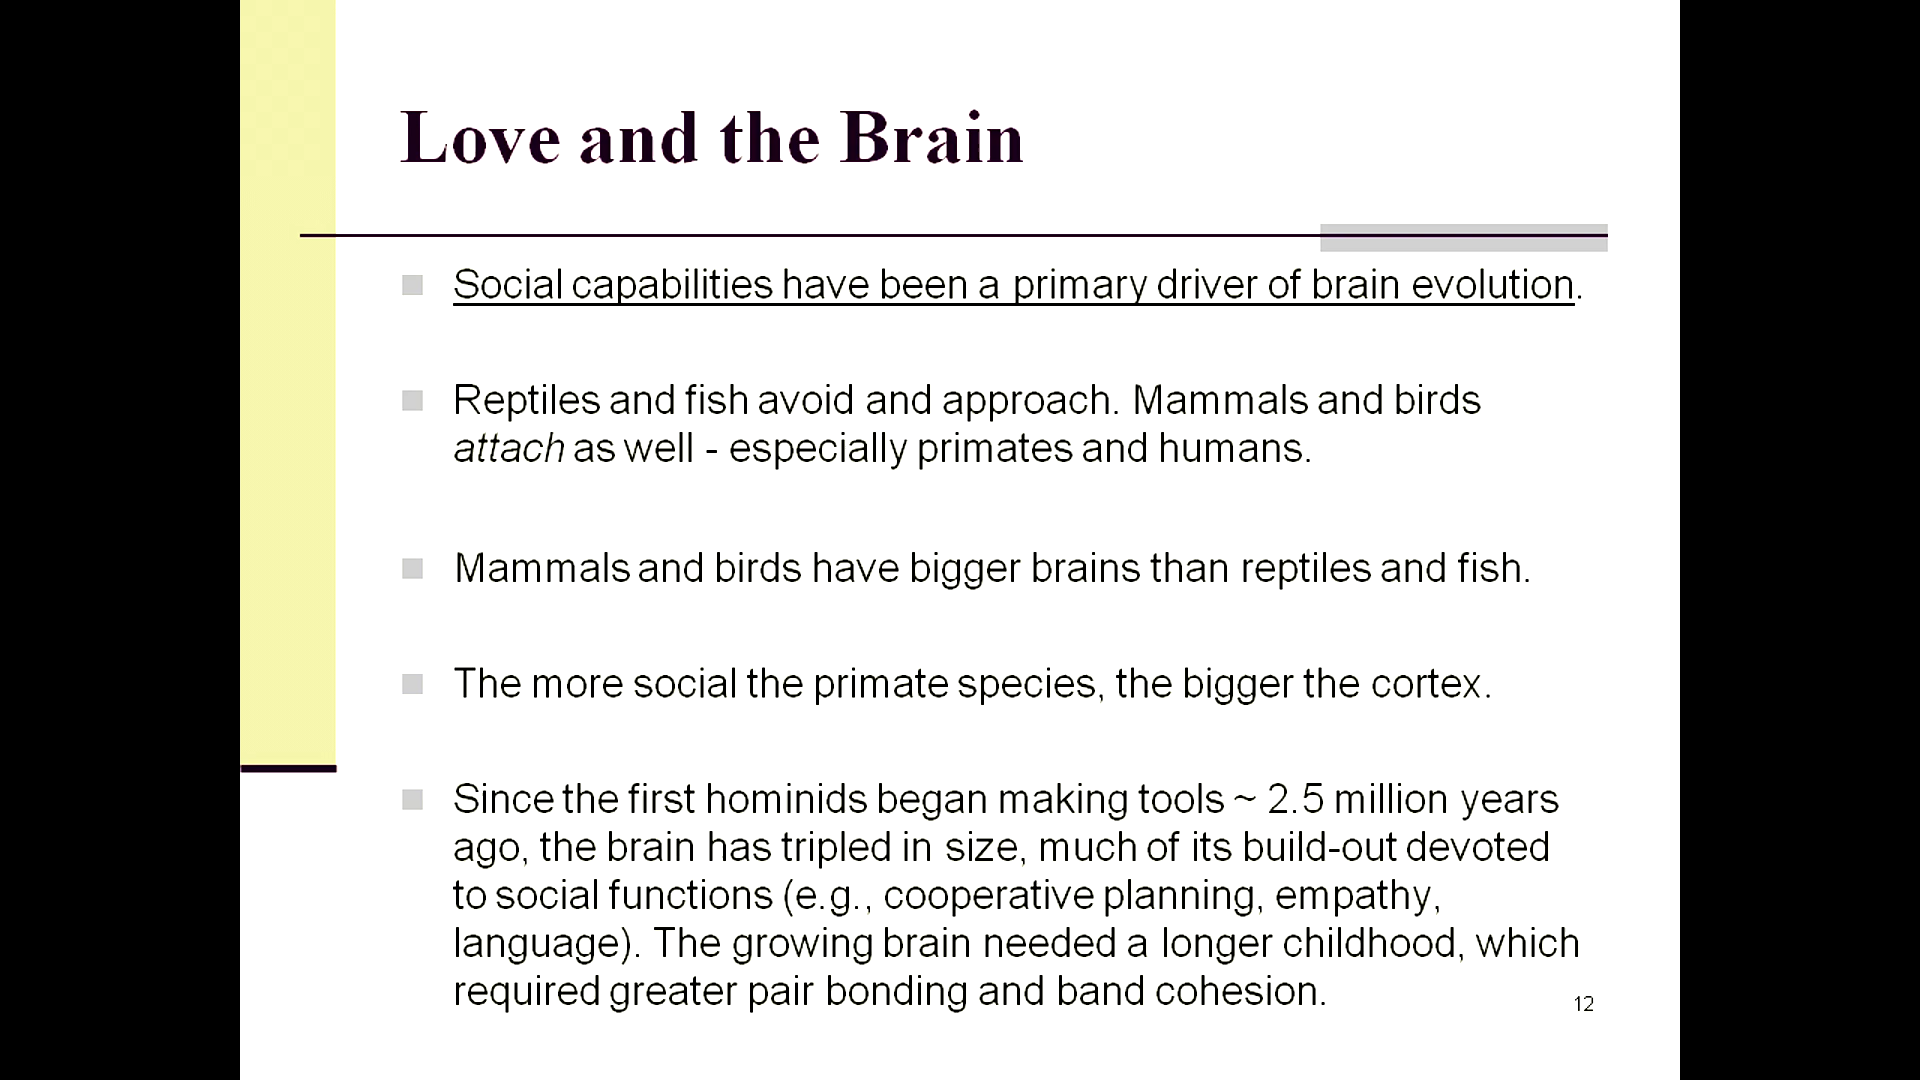 Love and the Brain
Social capabilities have been a primary driver of brain evolution.
Reptiles and fish avoid and approach. Mammals and birds
attach as well - especially primates and humans.
Mammals and birds have bigger brains than reptiles and fish.
The more social the primate species, the bigger the cortex.
Since the first hominids began making tools ~ 2.5 million years
ago, the brain has tripled in size, much of its build-out devoted
to social functions (e.g., cooperative planning, empathy,
language). The growing brain needed a longer childhood, which
required greater pair bonding and band cohesion.
12